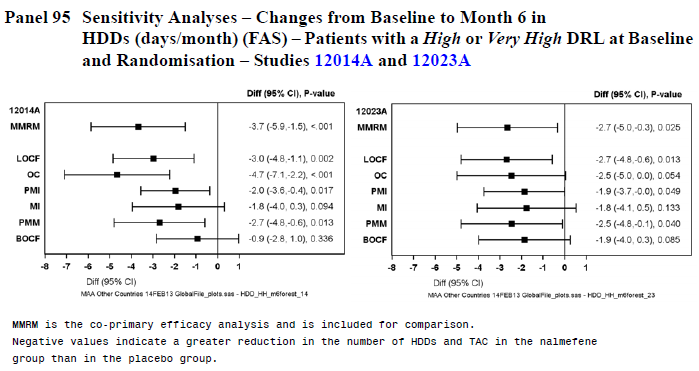 Panel 95 Sensitivity Analyses – Changes from Baseline to Month 6 in
HDDs (days/month) (FAS) – Patients with a High or Very High DRL at Baseline
and Randomisation – Studies 12014A and 12023A
Diff (95% CI), P-value
12014A
MMRM -3.7 (-5.9,-1.5), <.001
LOCF -3.0 (-4.8,-1.1), 0.002
OC -4.7 (-7.1,-2.2), <.001
PMI -2.0 (-3.6,-0.4), 0.017
MI -1.8 (-4.0, 0.3), 0.094
PMM -2.7 (-4.8,-0.6), 0.013
BOCF -0.9 (-2.8, 1.0), 0.336
-8 -7 -6 -5 -4 -3 -2 -1 0 1
Diff (95% CI)
MAA Other Countries 14FEB13 GlobalFile_plots.sas - HDD_HH_m6forest_14
Diff (95% CI), P-value
12023A
MMRM -2.7 (-5.0,-0.3), 0.025
LOCF -2.7 (-4.8,-0.6), 0.013
OC -2.5 (-5.0, 0.0), 0.054
PMI -1.9 (-3.7,-0.0), 0.049
MI -1.8 (-4.1, 0.5), 0.133
PMM -2.5 (-4.8,-0.1), 0.040
BOCF -1.9 (-4.0, 0.3), 0.085
-8 -7 -6 -5 -4 -3 -2 -1 0 1
Diff (95% CI)
MAA Other Countries 14FEB13 GlobalFile_plots.sas - HDD_HH_m6forest_23
MMRM is the co-primary efficacy analysis and is included for comparison.
Negative values indicate a greater reduction in the number of HDDs and TAC in the nalmefene
group than in the placebo group.